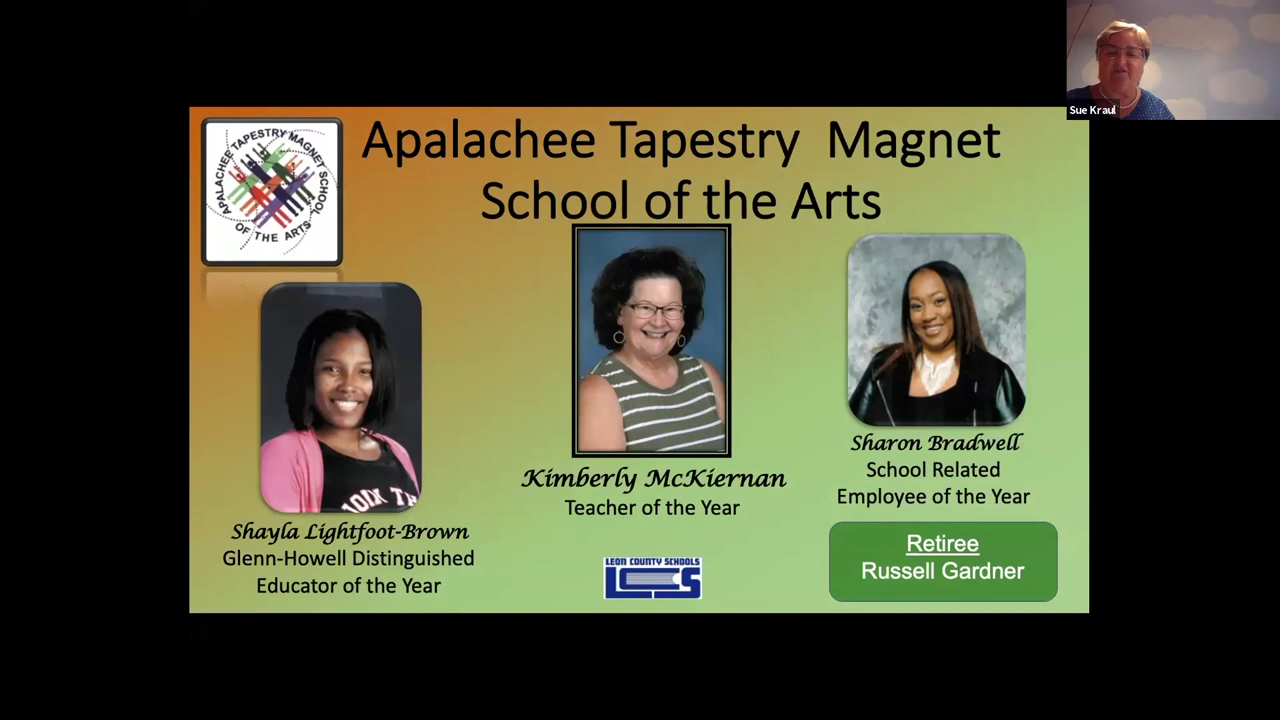 Sue Kraul
APALACHEE TAPESTRY MAGNET SCHOOL
OF THE ARTS
Apalachee Tapestry Magnet
School of the Arts
Shayla Lightfoot-Brown
Glenn-Howell Distinguished
Educator of the Year
Kimberly McKiernan
Teacher of the Year
LEON COUNTY SCHOOLS
LCS
Sharon Bradwell
School Related
Employee of the Year
Retiree
Russell Gardner